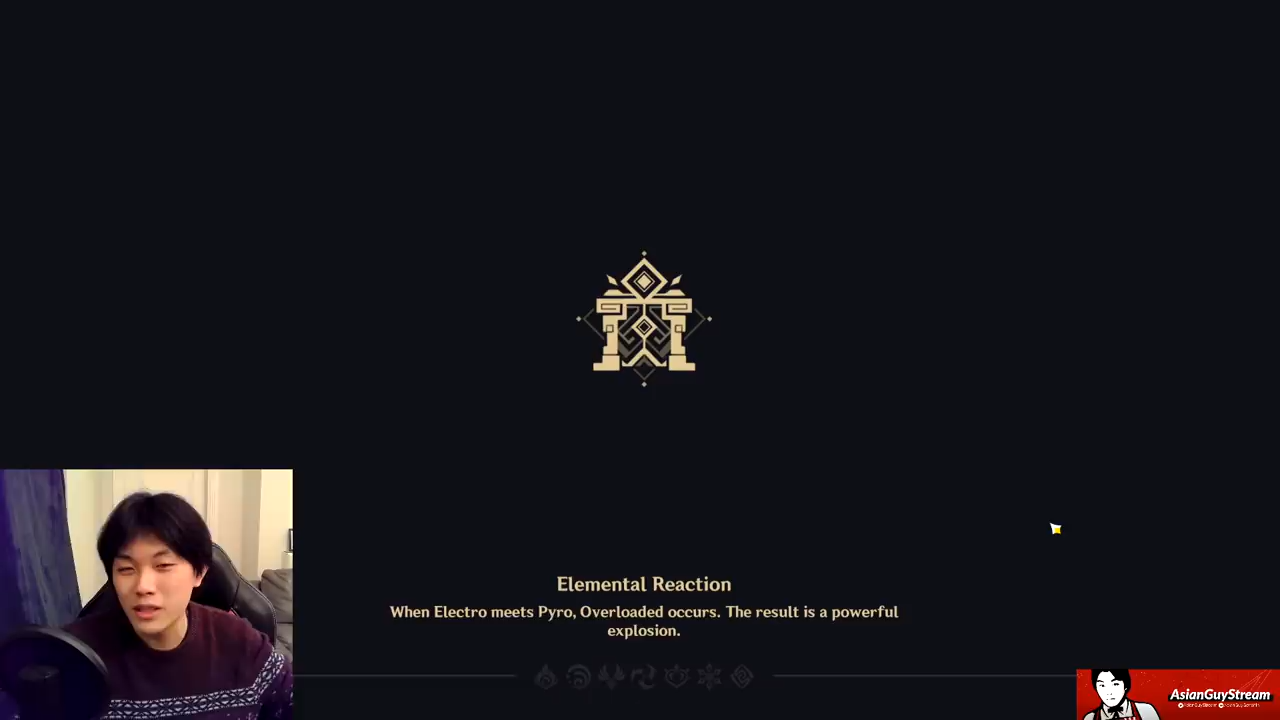 Elemental Reaction
When Electro meets Pyro, Overloaded occurs. The result is a powerful
explosion.
AsianGuyStream